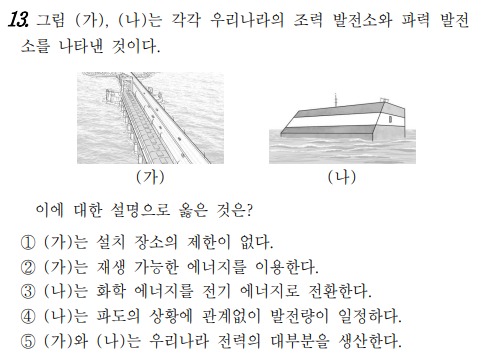 13. 그림 (가), (나)는 각각 우리나라의 조력 발전소와 파력 발전
소를 나타낸 것이다.
(가) (나)
이에 대한 설명으로 옳은 것은?
① (가)는 설치 장소의 제한이 없다.
② (가)는 재생 가능한 에너지를 이용한다.
③ (나)는 화학 에너지를 전기 에너지로 전환한다.
④ (나)는 파도의 상황에 관계없이 발전량이 일정하다.
⑤ (가)와 (나)는 우리나라 전력의 대부분을 생산한다.